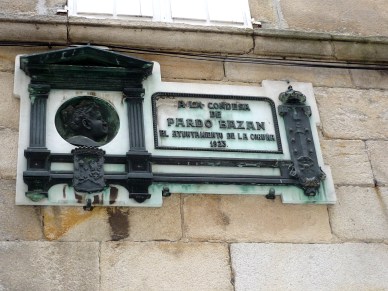 A LA CONDESA
DE
PARDO BAZAN
EL AYUNTAMIENTO DE LA CORUÑA
1923.